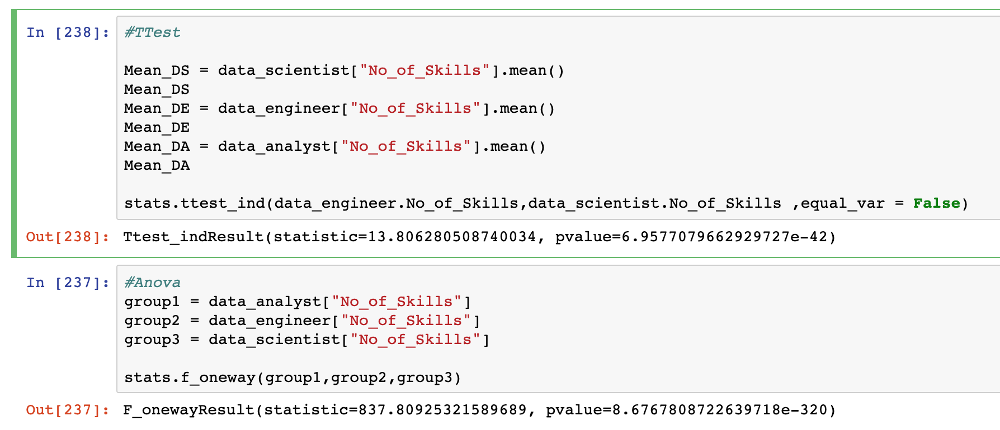 In [238]: #TTest
Mean_DS = data_scientist["No_of_Skills"].mean()
Mean_DS
Mean_DE = data_engineer["No_of_Skills"].mean()
Mean_DE
Mean_DA = data_analyst["No_of_Skills"].mean()
Mean_DA
stats.ttest_ind(data_engineer.No_of_Skills,data_scientist.No_of_Skills ,equal_var = False)
Out[238]: Ttest_indResult(statistic=13.806280508740034, pvalue=6.9577079662929727e-42)
In [237]: #Anova
group1 = data_analyst["No_of_Skills"]
group2 = data_engineer["No_of_Skills"]
group3 = data_scientist["No_of_Skills"]
stats.f_oneway(group1,group2,group3)
Out[237]: F_onewayResult(statistic=837.80925321589689, pvalue=8.6767808722639718e-320)